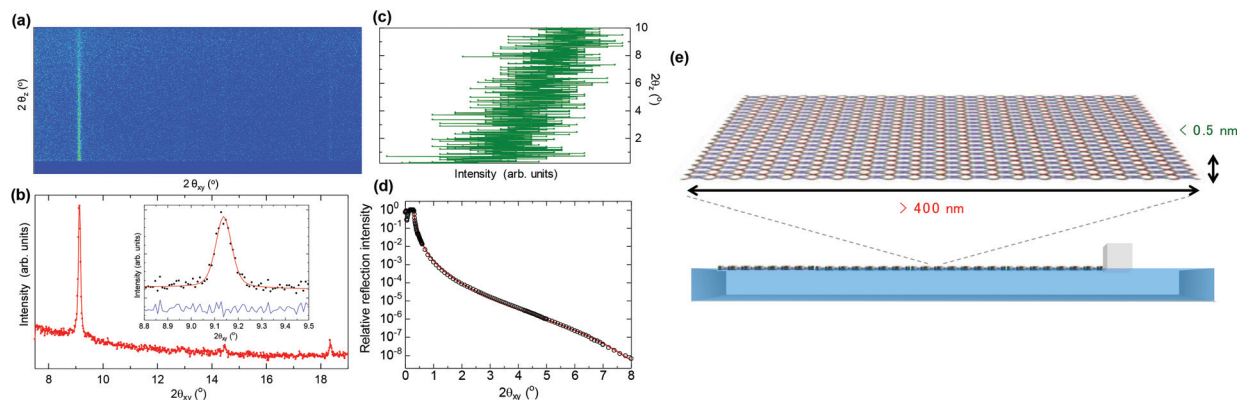 (a)
2θz (o)
2θxy (o)
(b)
Intensity (arb. units)
8 10 12 14 16 18
2θxy (o)
Intensity (arb. units)
8.8 8.9 9.0 9.1 9.2 9.3 9.4 9.5
2θxy (o)
(c)
10
8
6
4
2
2θz (o)
Intensity (arb. units)
(d)
Relative reflection intensity
10^0
10^-1
10^-2
10^-3
10^-4
10^-5
10^-6
10^-7
10^-8
0 1 2 3 4 5 6 7 8
2θxy (o)
(e)
< 0.5 nm
> 400 nm